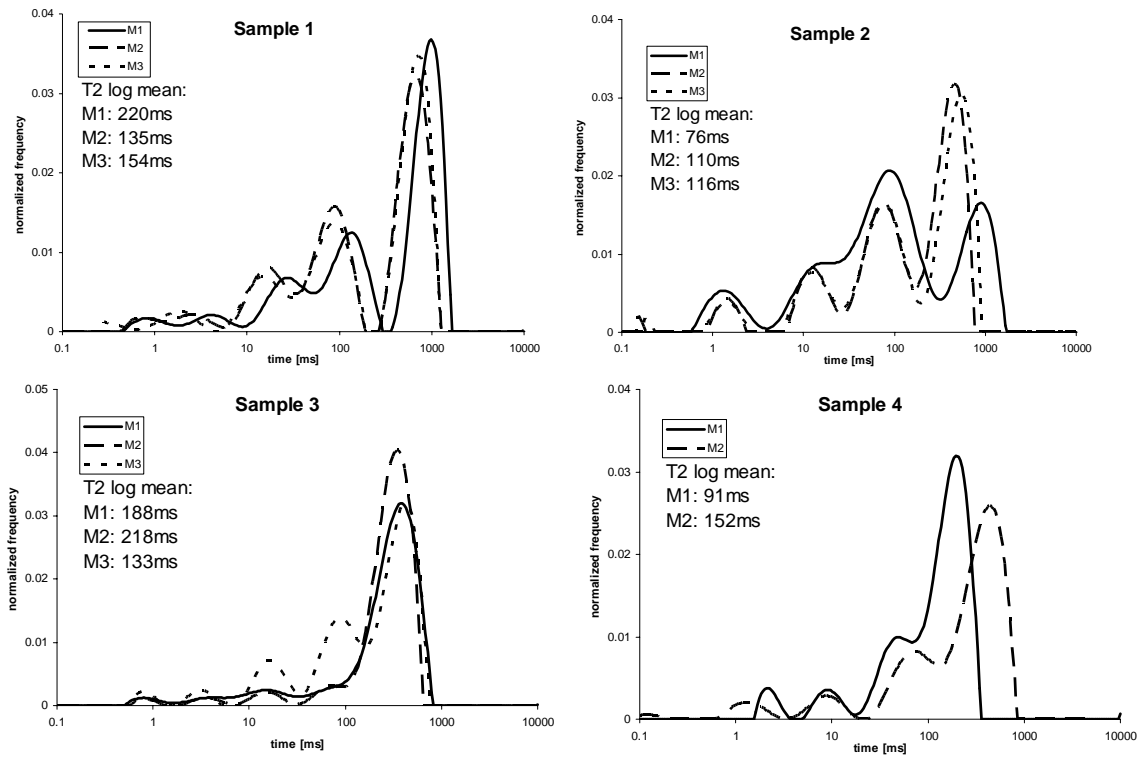 Sample 1
M1
M2
M3
T2 log mean:
M1: 220ms
M2: 135ms
M3: 154ms
normalized frequency
0.04
0.03
0.02
0.01
0
0.1
1
10
100
1000
10000
time [ms]
Sample 2
M1
M2
M3
T2 log mean:
M1: 76ms
M2: 110ms
M3: 116ms
normalized frequency
0.04
0.03
0.02
0.01
0
0.1
1
10
100
1000
10000
time [ms]
Sample 3
M1
M2
M3
T2 log mean:
M1: 188ms
M2: 218ms
M3: 133ms
normalized frequency
0.05
0.04
0.03
0.02
0.01
0
0.1
1
10
100
1000
10000
time [ms]
Sample 4
M1
M2
T2 log mean:
M1: 91ms
M2: 152ms
normalized frequency
0.04
0.03
0.02
0.01
0
0.1
1
10
100
1000
10000
time [ms]